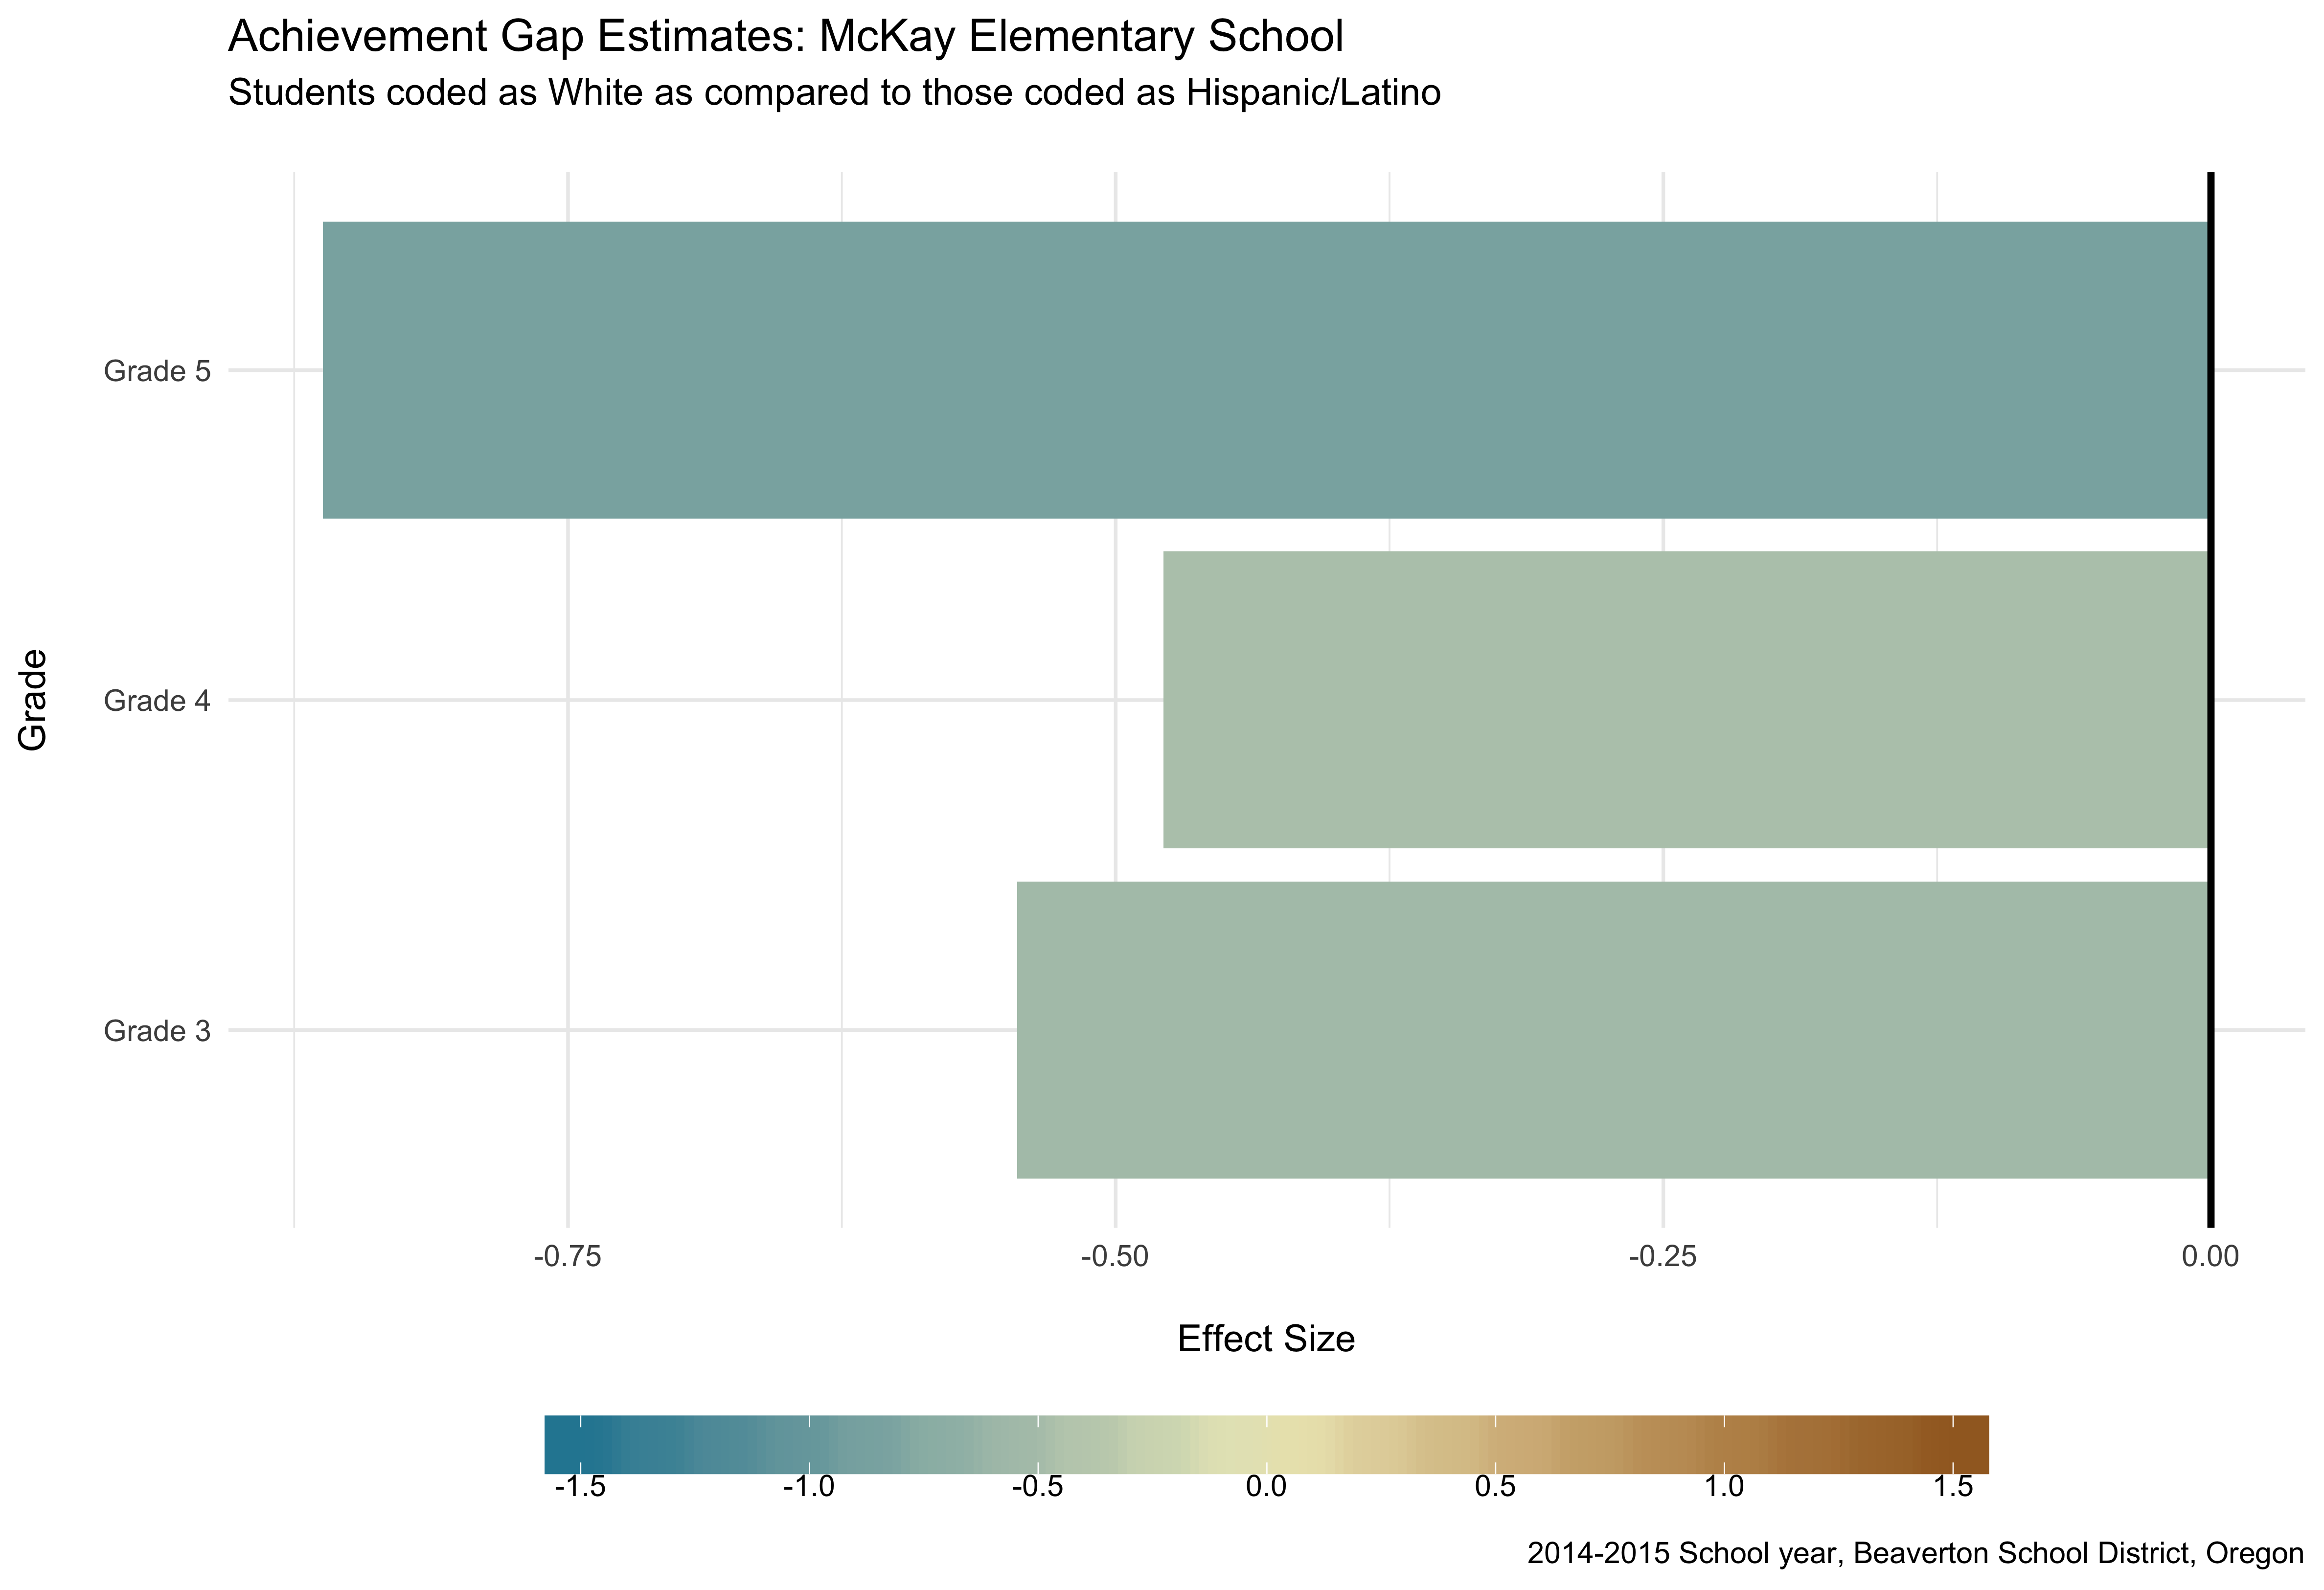 Achievement Gap Estimates: McKay Elementary School
Students coded as White as compared to those coded as Hispanic/Latino
Grade
Grade 5
Grade 4
Grade 3
-0.75 -0.50 -0.25 0.00
Effect Size
-1.5 -1.0 -0.5 0.0 0.5 1.0 1.5
2014-2015 School year, Beaverton School District, Oregon